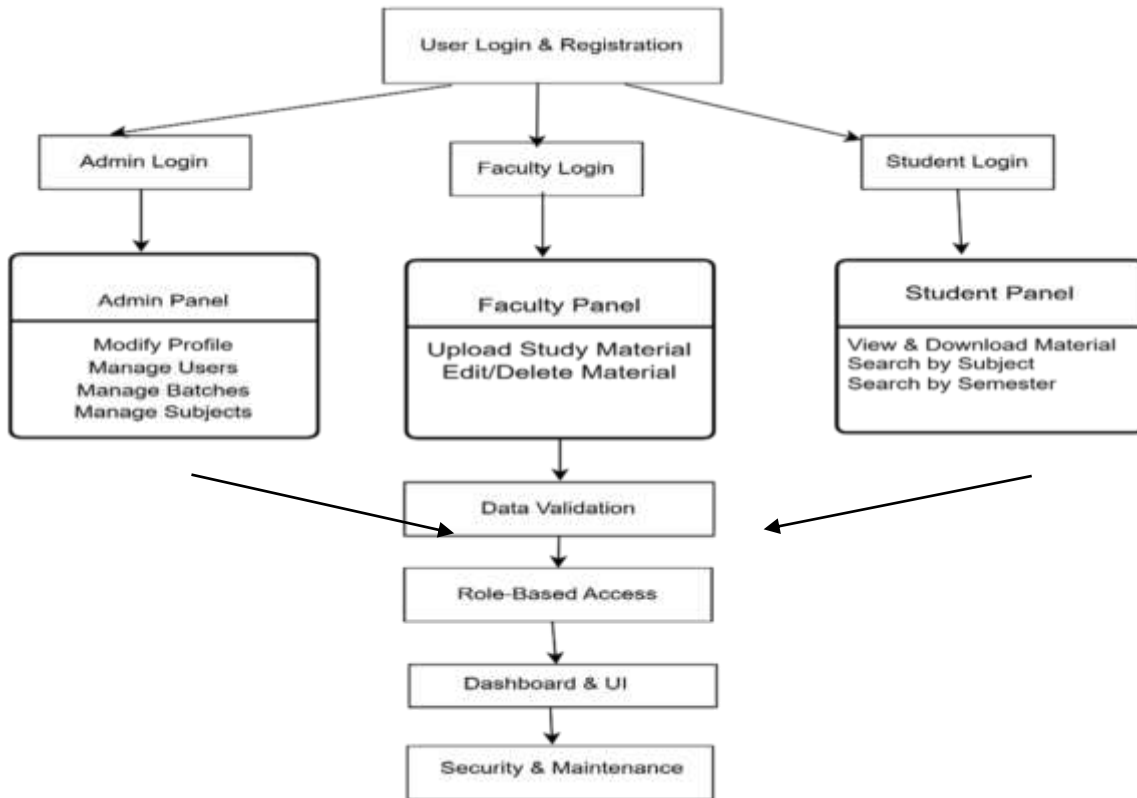 User Login & Registration
Admin Login
Faculty Login
Student Login
Admin Panel
Modify Profile
Manage Users
Manage Batches
Manage Subjects
Faculty Panel
Upload Study Material
Edit/Delete Material
Student Panel
View & Download Material
Search by Subject
Search by Semester
Data Validation
Role-Based Access
Dashboard & UI
Security & Maintenance